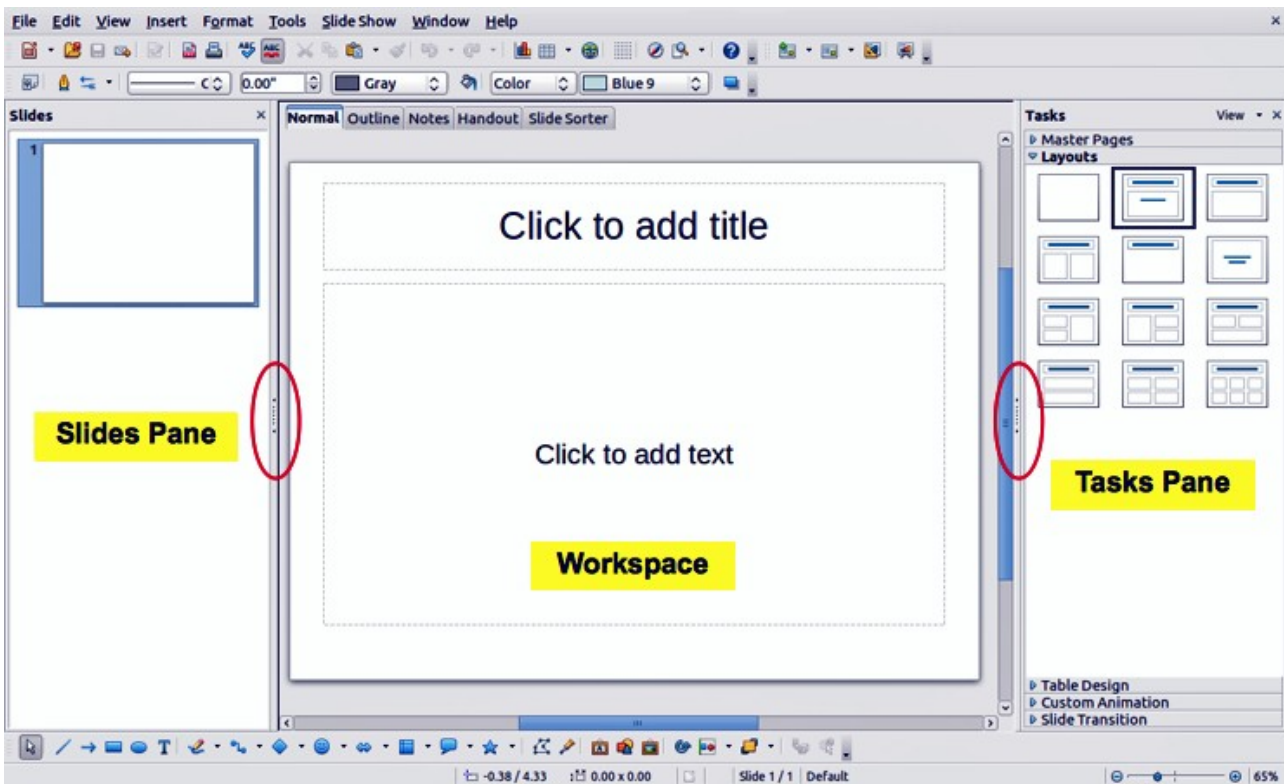 File Edit View Insert Format Tools Slide Show Window Help
0.00" Gray Color Blue 9
Slides
Normal Outline Notes Handout Slide Sorter
Tasks View
1
Master Pages
Layouts
Click to add title
Slides Pane
Click to add text
Tasks Pane
Workspace
Table Design
Custom Animation
Slide Transition
-0.38 / 4.33 0.00 x 0.00 Slide 1 / 1 Default 65%